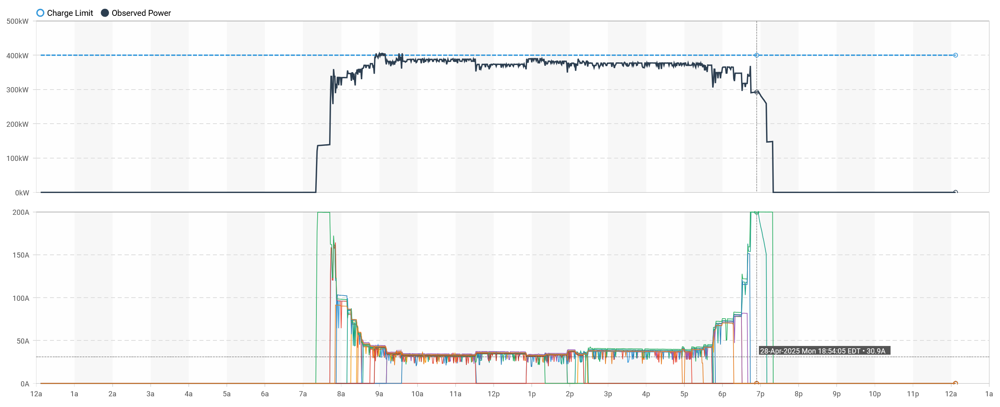 Charge Limit Observed Power
500kW
400kW
300kW
200kW
100kW
0kW
200A
150A
100A
50A
28-Apr-2025 Mon 18:54:05 EDT • 30.9A
0A
12a 1a 2a 3a 4a 5a 6a 7a 8a 9a 10a 11a 12p 1p 2p 3p 4p 5p 6p 7p 8p 9p 10p 11p 12a 1a